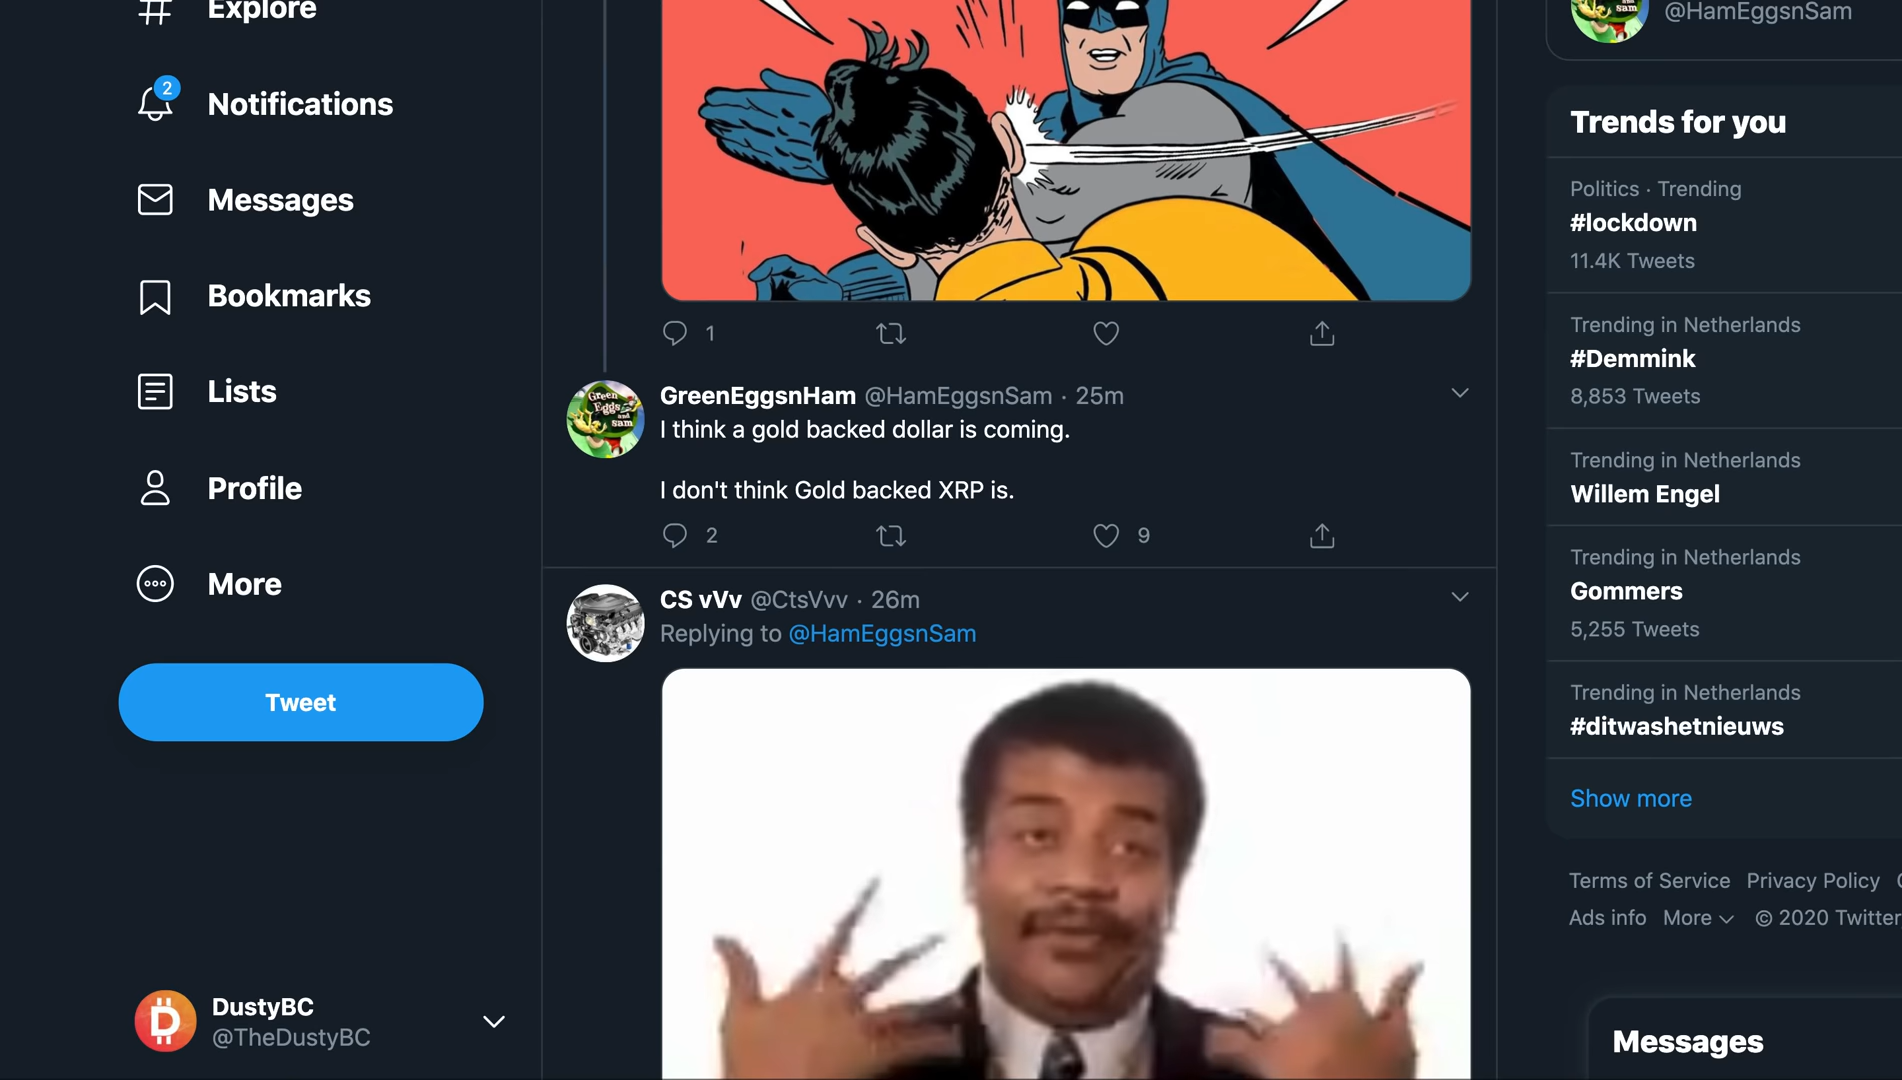 Explore
2
Notifications
Messages
Bookmarks
Lists
Profile
More
Tweet
DustyBC
@TheDustyBC
1
GreenEggsnHam @HamEggsnSam · 25m
I think a gold backed dollar is coming.
I don't think Gold backed XRP is.
2 9
CS vVv @CtsVvv · 26m
Replying to @HamEggsnSam
Green
Eggs
and
sam
@HamEggsnSam
Trends for you
Politics · Trending
#lockdown
11.4K Tweets
Trending in Netherlands
#Demmink
8,853 Tweets
Trending in Netherlands
Willem Engel
Trending in Netherlands
Gommers
5,255 Tweets
Trending in Netherlands
#ditwashetnieuws
Show more
Terms of Service Privacy Policy
Ads info More © 2020 Twitter
Messages